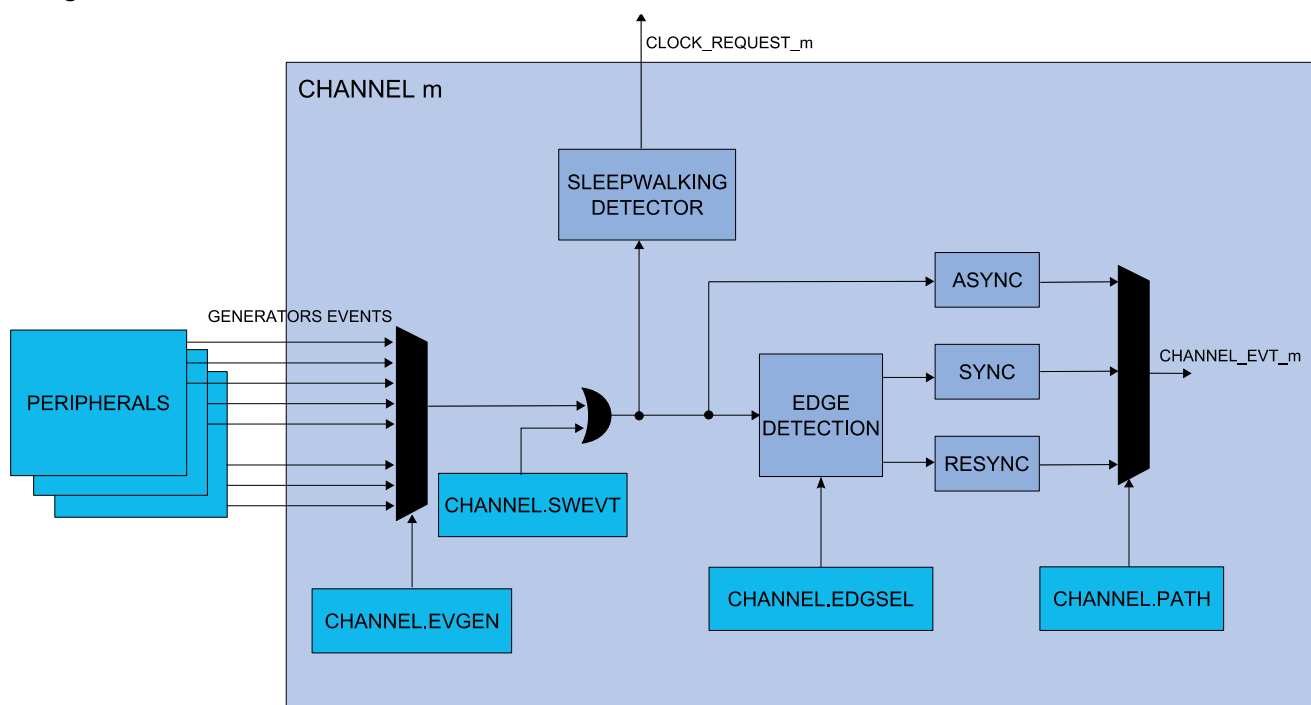 CLOCK_REQUEST_m
CHANNEL m
SLEEPWALKING
DETECTOR
ASYNC
GENERATORS EVENTS
CHANNEL_EVT_m
SYNC
PERIPHERALS
EDGE
DETECTION
RESYNC
CHANNEL.SWEVT
CHANNEL.EDGSEL
CHANNEL.PATH
CHANNEL.EVGEN